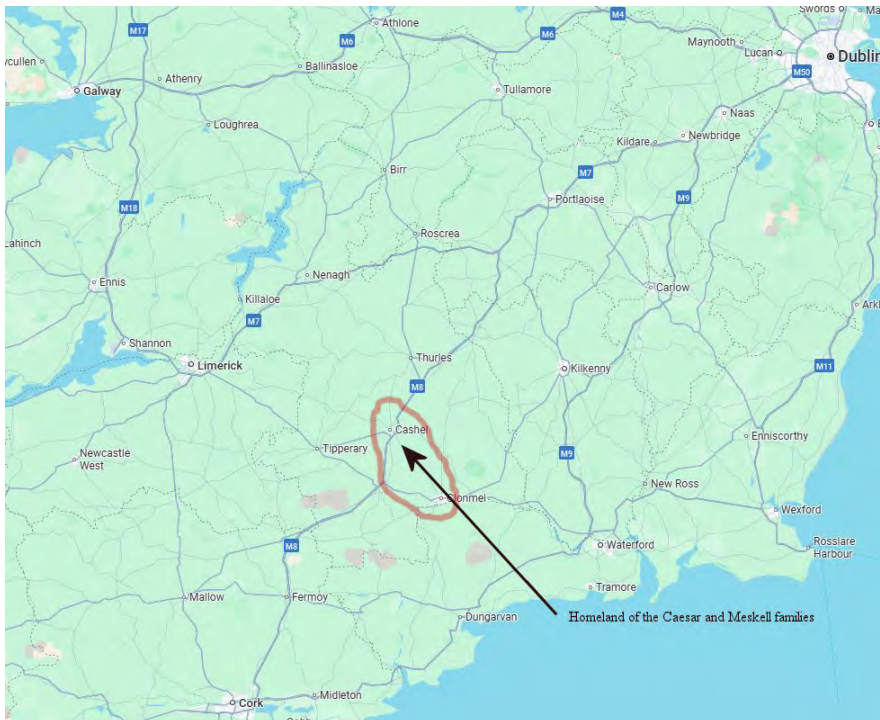 Athlone
M4
Swords
M17
M6
M6
Maynooth
Lucan
Dublin
Ballinasloe
M50
Athenry
Galway
Tullamore
Loughrea
Naas
Newbridge
Kildare
Birr
M7
Portlaoise
M9
M18
Roscrea
Nenagh
Ennis
Killaloe
Carlow
M7
Shannon
Thurles
Limerick
Kilkenny
M8
M11
Cashel
Tipperary
Enniscorthy
Newcastle
West
M9
New Ross
Clonmel
Wexford
M8
Waterford
Rosslare
Harbour
Tramore
Mallow
Fermoy
Dungarvan
Homeland of the Caesar and Meskell families
Midleton
Cork